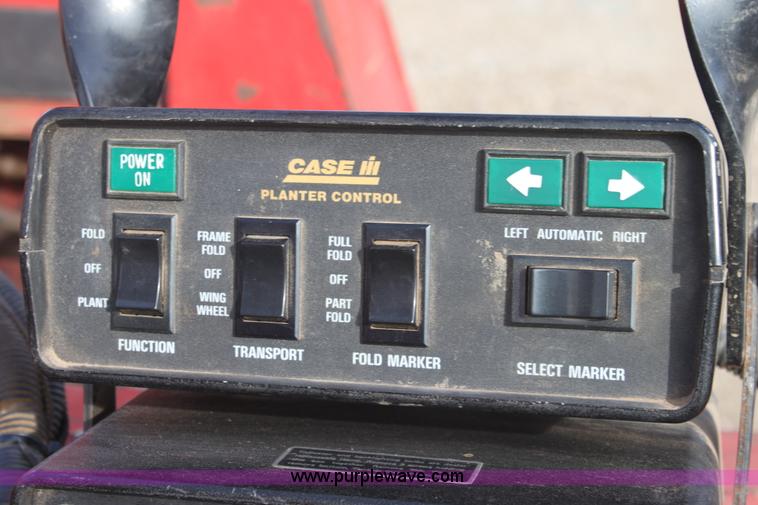 POWER
ON
CASE IH
PLANTER CONTROL
FOLD
OFF
PLANT
FUNCTION
FRAME
FOLD
OFF
WING
WHEEL
TRANSPORT
FULL
FOLD
OFF
PART
FOLD
FOLD MARKER
LEFT AUTOMATIC RIGHT
SELECT MARKER
www.purplewave.com